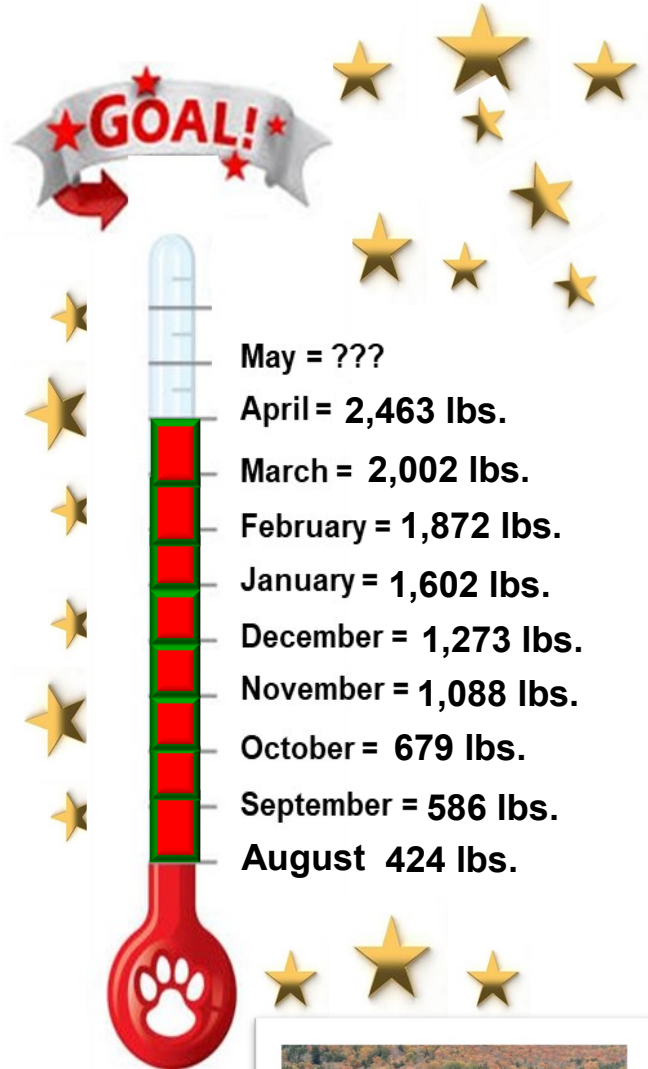 GOAL!
May = ???
April = 2,463 lbs.
March = 2,002 lbs.
February = 1,872 lbs.
January = 1,602 lbs.
December = 1,273 lbs.
November = 1,088 lbs.
October = 679 lbs.
September = 586 lbs.
August 424 lbs.